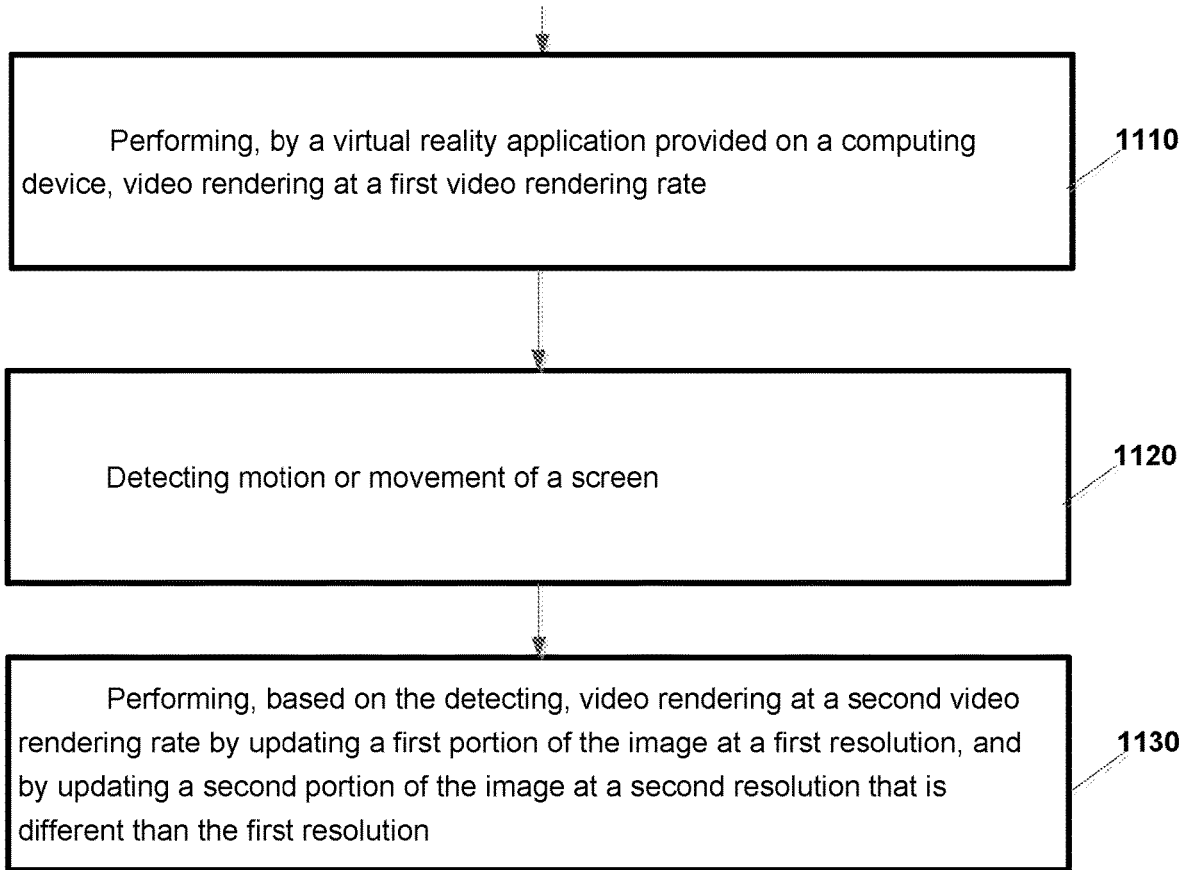 Performing, by a virtual reality application provided on a computing
device, video rendering at a first video rendering rate
1110
Detecting motion or movement of a screen
1120
Performing, based on the detecting, video rendering at a second video
rendering rate by updating a first portion of the image at a first resolution, and
by updating a second portion of the image at a second resolution that is
different than the first resolution
1130